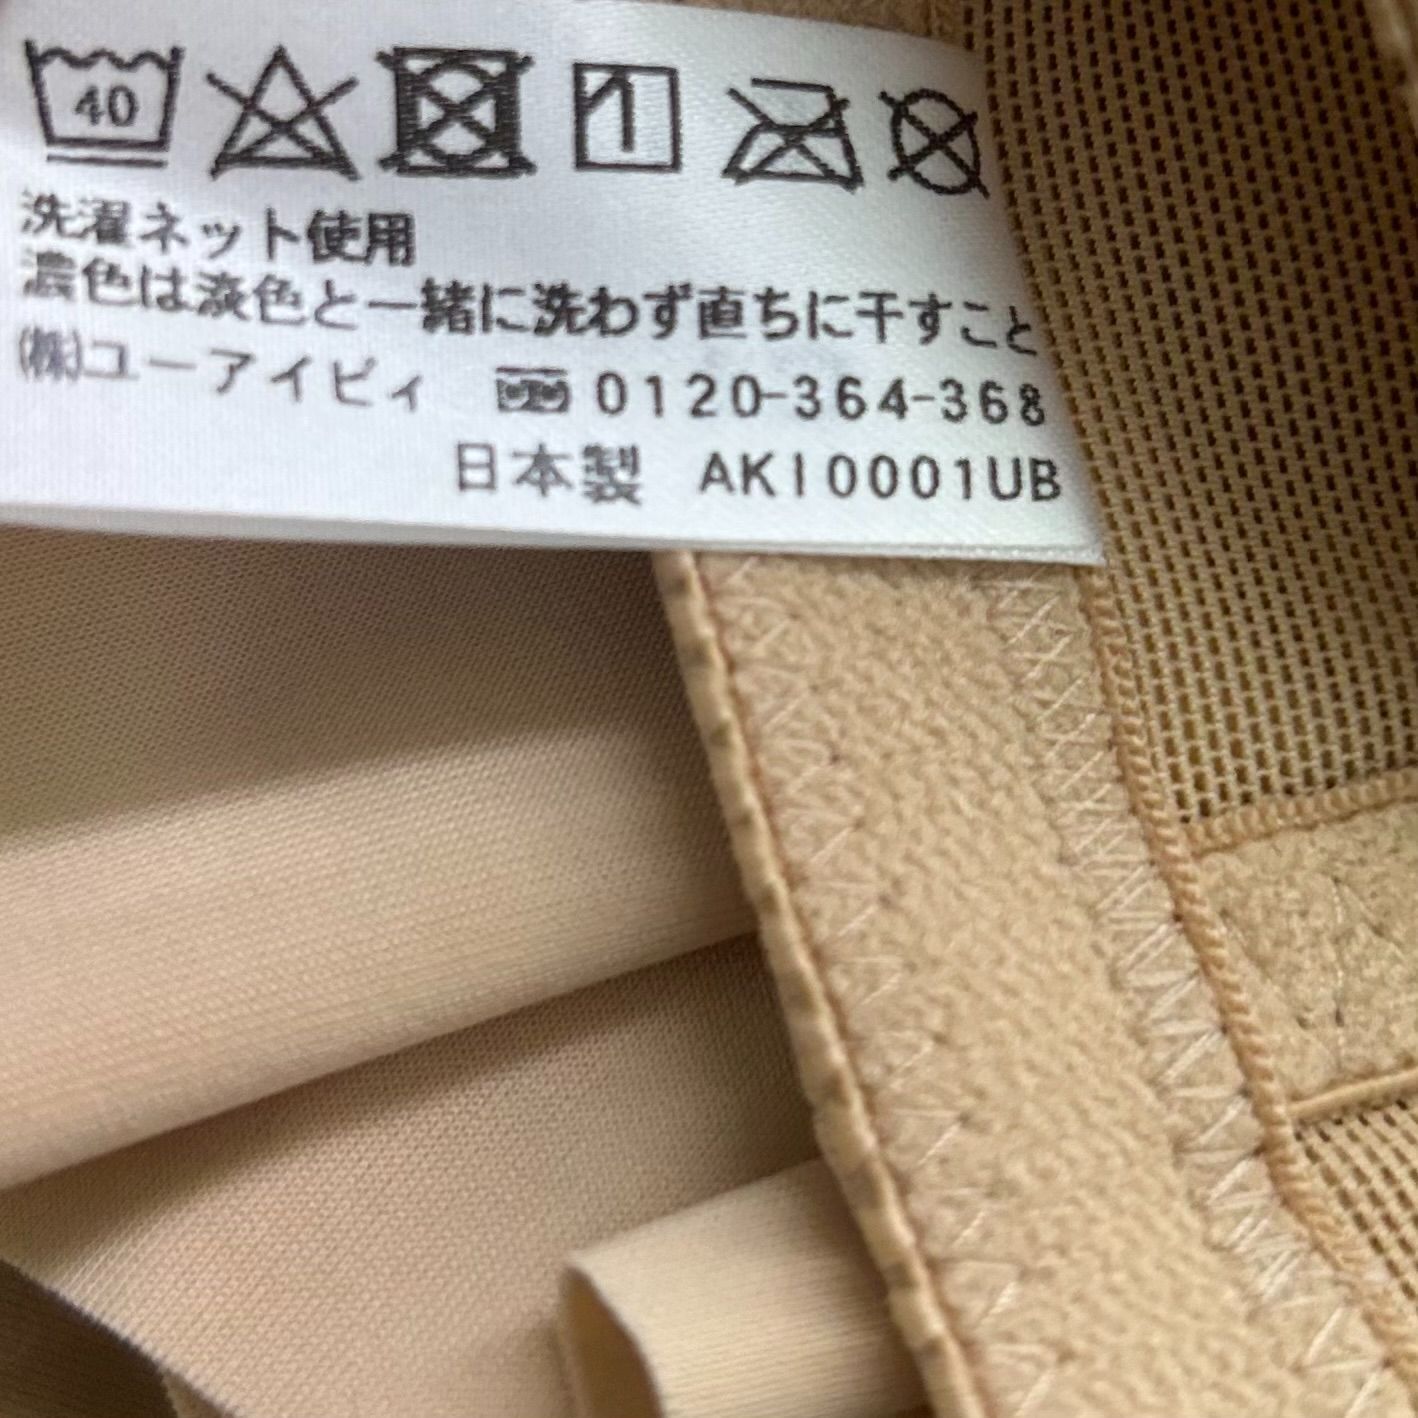 40
洗濯ネット使用
濃色は淡色と一緒に洗わず直ちに干すこと
㈱ユーアイビィ 0120-364-368
日本製 AKI0001UB